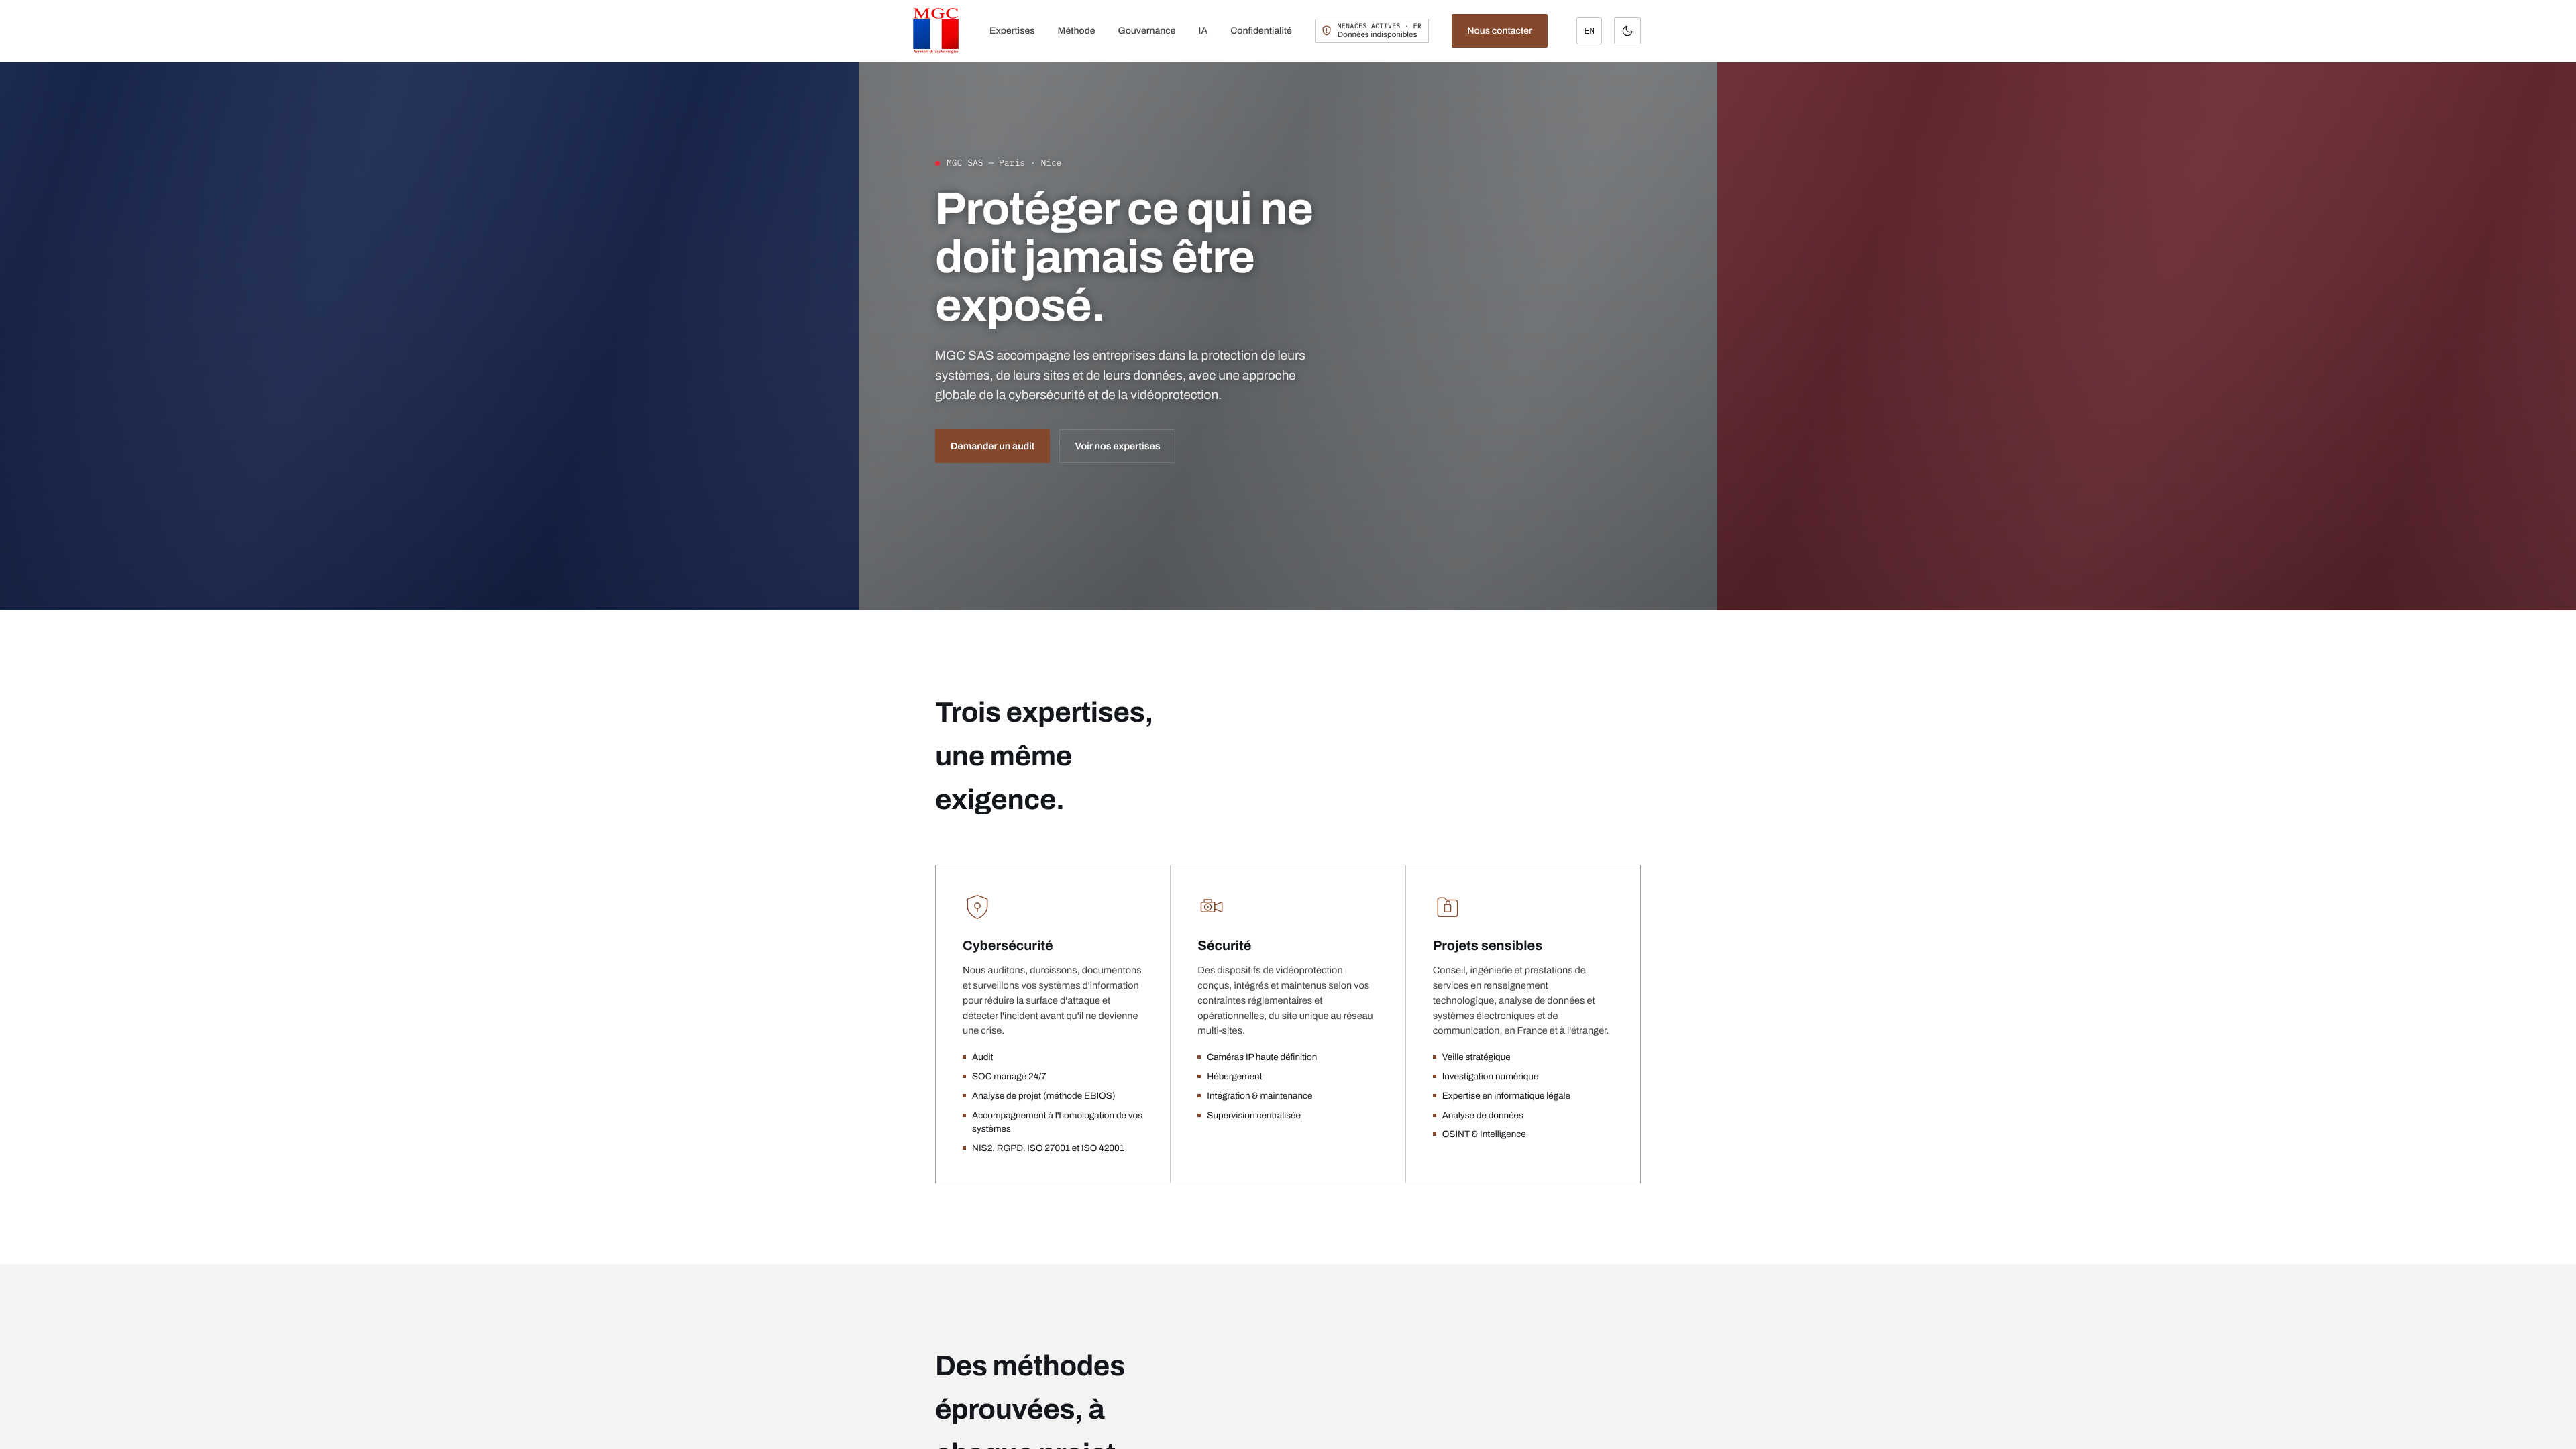 MGC
Services & Technologies
Expertises
Méthode
Gouvernance
IA
Confidentialité
MENACES ACTIVES · FR
Données indisponibles
Nous contacter
EN
MGC SAS — Paris · Nice
Protéger ce qui ne
doit jamais être
exposé.
MGC SAS accompagne les entreprises dans la protection de leurs
systèmes, de leurs sites et de leurs données, avec une approche
globale de la cybersécurité et de la vidéoprotection.
Demander un audit
Voir nos expertises
Trois expertises,
une même
exigence.
Cybersécurité
Nous auditons, durcissons, documentons
et surveillons vos systèmes d'information
pour réduire la surface d'attaque et
détecter l'incident avant qu'il ne devienne
une crise.
Audit
SOC managé 24/7
Analyse de projet (méthode EBIOS)
Accompagnement à l'homologation de vos
systèmes
NIS2, RGPD, ISO 27001 et ISO 42001
Sécurité
Des dispositifs de vidéoprotection
conçus, intégrés et maintenus selon vos
contraintes réglementaires et
opérationnelles, du site unique au réseau
multi-sites.
Caméras IP haute définition
Hébergement
Intégration & maintenance
Supervision centralisée
Projets sensibles
Conseil, ingénierie et prestations de
services en renseignement
technologique, analyse de données et
systèmes électroniques et de
communication, en France et à l'étranger.
Veille stratégique
Investigation numérique
Expertise en informatique légale
Analyse de données
OSINT & Intelligence
Des méthodes
éprouvées, à
chaque projet